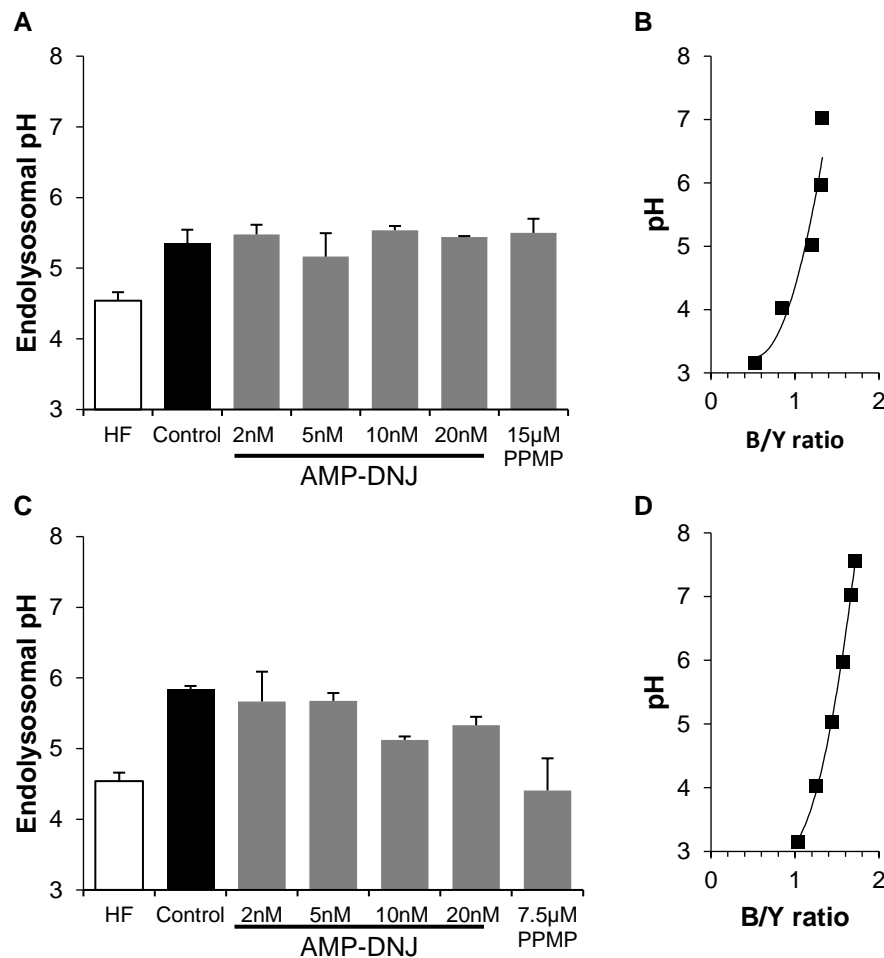 A
Endolysosomal pH
8
7
6
5
4
3
HF Control 2nM 5nM 10nM 20nM 15µM
PPMP
AMP-DNJ
B
pH
8
7
6
5
4
3
0 1 2
B/Y ratio
C
Endolysosomal pH
8
7
6
5
4
3
HF Control 2nM 5nM 10nM 20nM 7.5µM
PPMP
AMP-DNJ
D
pH
8
7
6
5
4
3
0 1 2
B/Y ratio